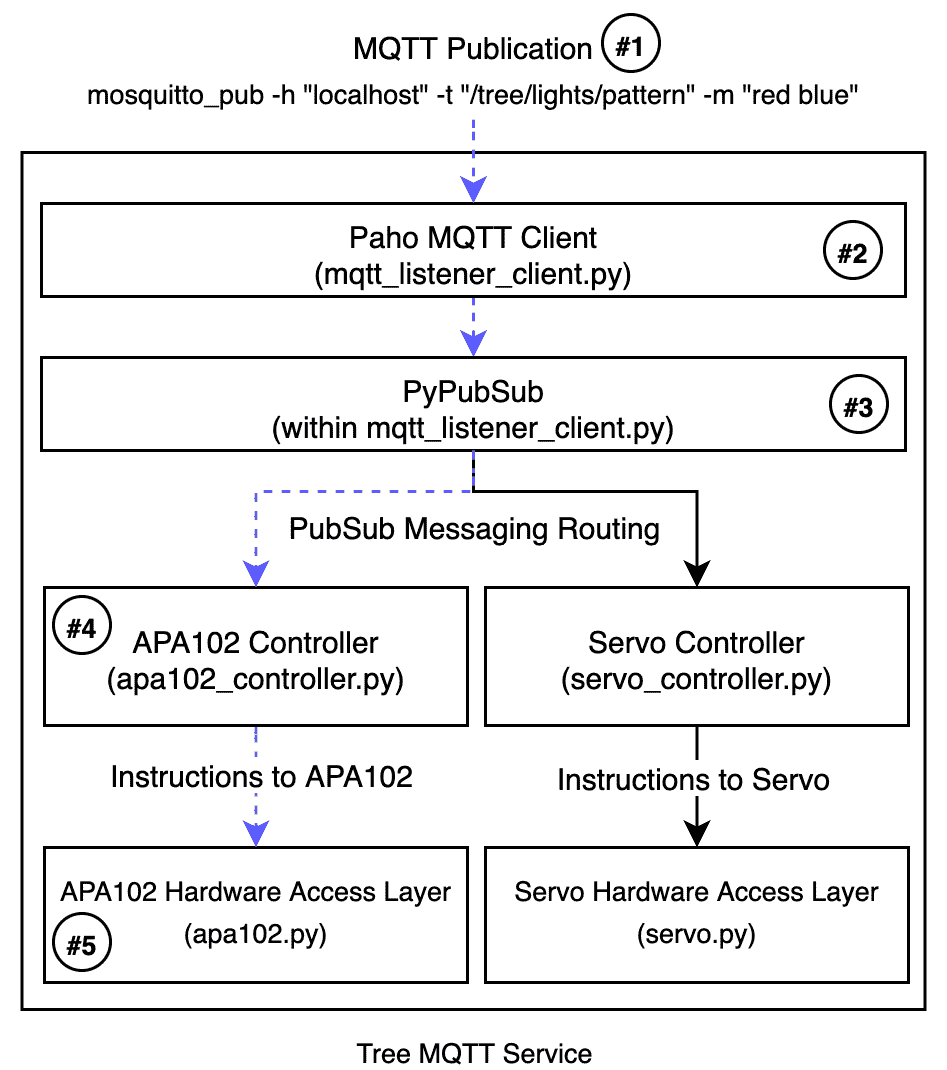 MQTT Publication #1
mosquitto_pub -h "localhost" -t "/tree/lights/pattern" -m "red blue"
Paho MQTT Client
(mqtt_listener_client.py)
#2
PyPubSub
(within mqtt_listener_client.py)
#3
PubSub Messaging Routing
#4
APA102 Controller
(apa102_controller.py)
Servo Controller
(servo_controller.py)
Instructions to APA102
Instructions to Servo
APA102 Hardware Access Layer
(apa102.py)
#5
Servo Hardware Access Layer
(servo.py)
Tree MQTT Service